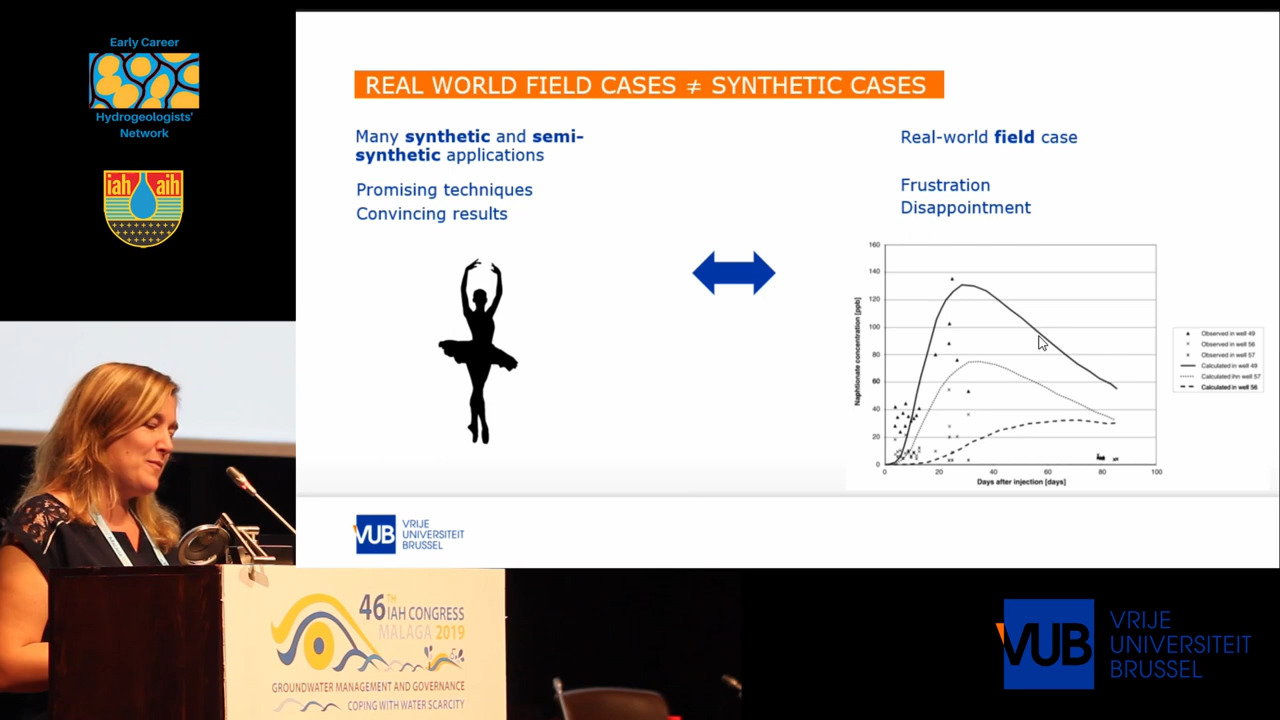 Early Career
Hydrogeologists'
Network
iah aih
REAL WORLD FIELD CASES ≠ SYNTHETIC CASES
Many synthetic and semi-
synthetic applications
Promising techniques
Convincing results
Real-world field case
Frustration
Disappointment
160
140
120
100
80
60
40
20
0
Naphtionate concentration [ppb]
0 20 40 60 80 100
Days after injection [days]
Observed in well 49
Observed in well 56
Observed in well 57
Calculated in well 49
Calculated ihn well 57
Calculated in well 56
VUB
VRIJE
UNIVERSITEIT
BRUSSEL
46TH
IAH CONGRESS
MALAGA 2019
GROUNDWATER MANAGEMENT AND GOVERNANCE
COPING WITH WATER SCARCITY
VUB
VRIJE
UNIVERSITEIT
BRUSSEL